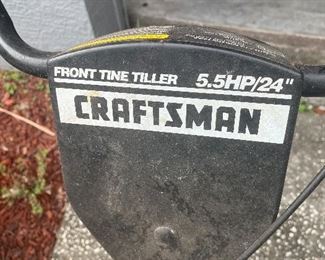 FRONT TINE TILLER 5.5HP/24"
CRAFTSMAN